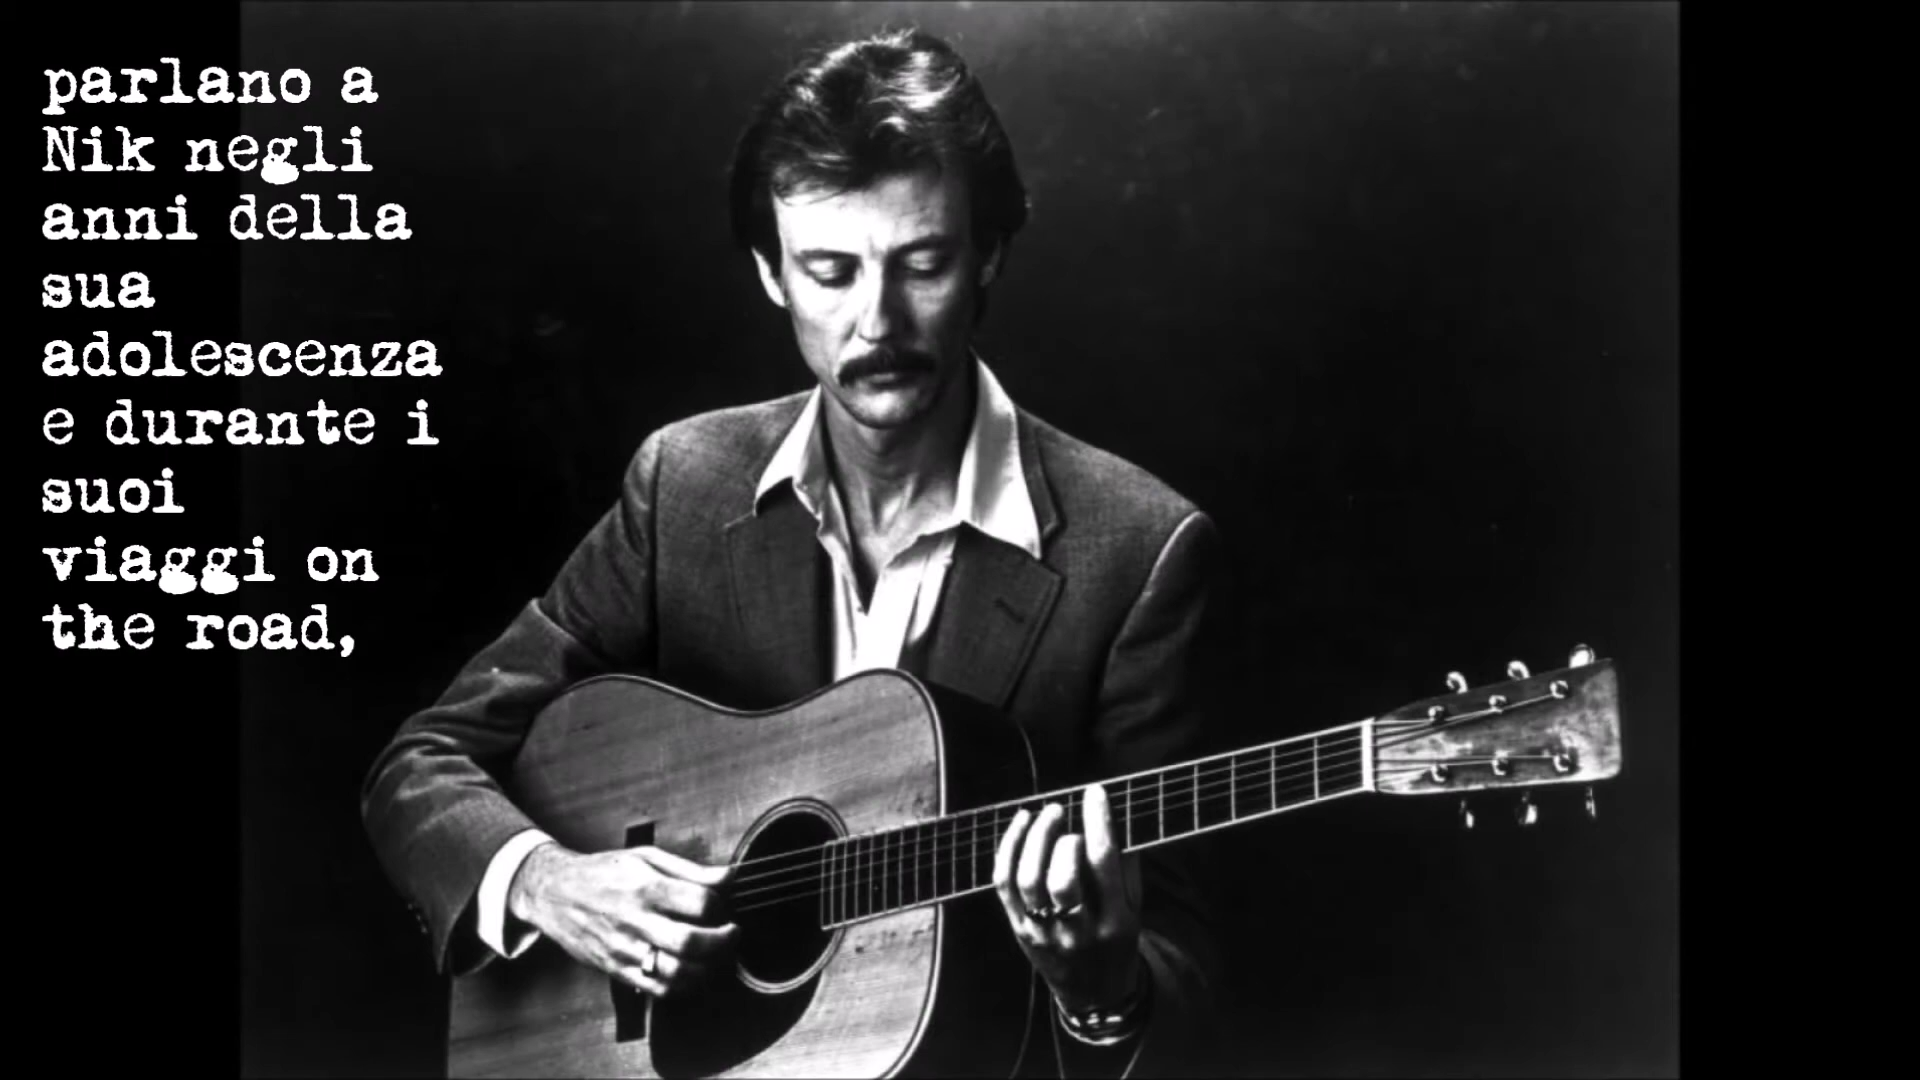 parlano a
Nik negli
anni della
sua
adolescenza
e durante i
suoi
viaggi on
the road,